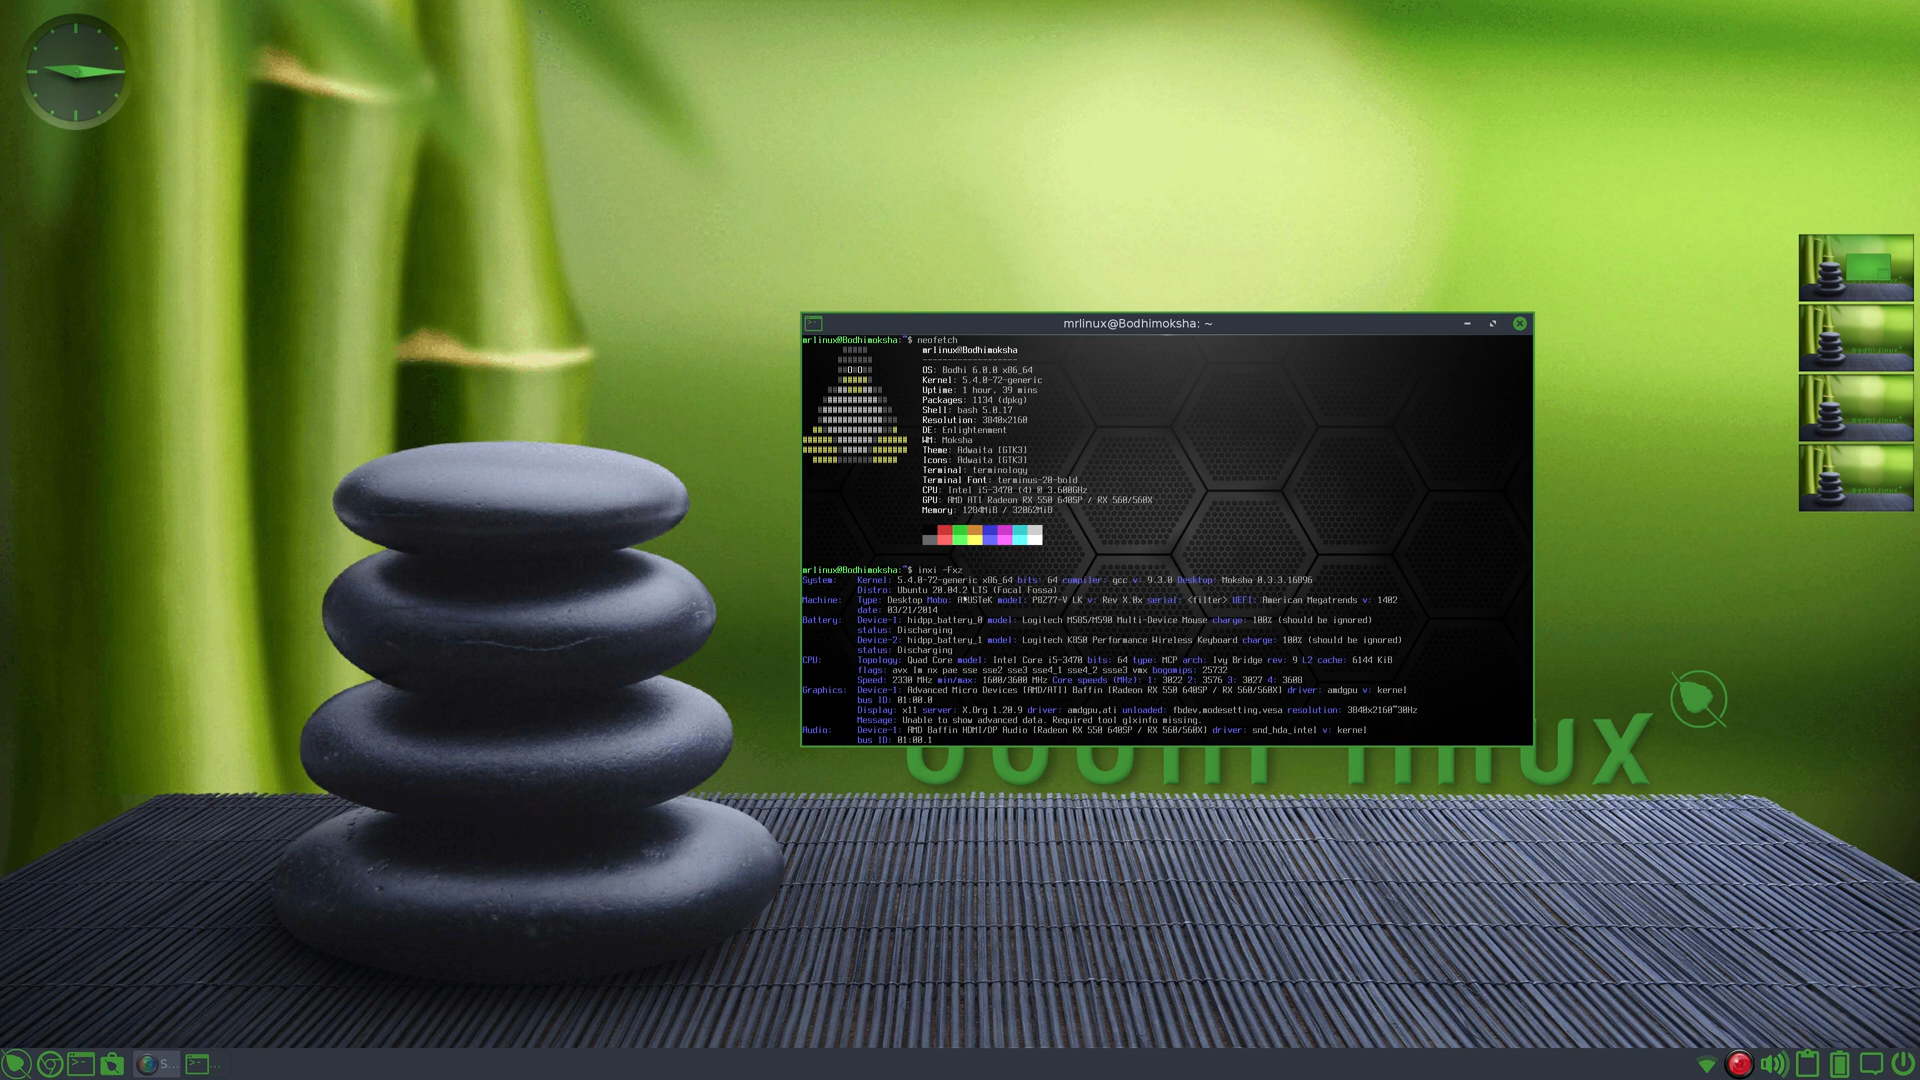 mrlinux@Bodhimoksha: ~
mrlinux@Bodhimoksha:~$ neofetch
mrlinux@Bodhimoksha
-------------------
OS: Bodhi 6.0.0 x86_64
Kernel: 5.4.0-72-generic
Uptime: 1 hour, 39 mins
Packages: 1134 (dpkg)
Shell: bash 5.0.17
Resolution: 3840x2160
DE: Enlightenment
WM: Moksha
Theme: Adwaita [GTK3]
Icons: Adwaita [GTK3]
Terminal: terminology
Terminal Font: terminus-20-bold
CPU: Intel i5-3470 (4) @ 3.600GHz
GPU: AMD ATI Radeon RX 550 640SP / RX 560/560X
Memory: 1284MiB / 32062MiB
mrlinux@Bodhimoksha:~$ inxi -Fxz
System: Kernel: 5.4.0-72-generic x86_64 bits: 64 compiler: gcc v: 9.3.0 Desktop: Moksha 0.3.3.16896
Distro: Ubuntu 20.04.2 LTS (Focal Fossa)
Machine: Type: Desktop Mobo: ASUSTeK model: P8Z77-V LK v: Rev X.0x serial: <filter> UEFI: American Megatrends v: 1402
date: 03/21/2014
Battery: Device-1: hidpp_battery_0 model: Logitech M585/M590 Multi-Device Mouse charge: 100% (should be ignored)
status: Discharging
Device-2: hidpp_battery_1 model: Logitech K850 Performance Wireless Keyboard charge: 100% (should be ignored)
status: Discharging
CPU: Topology: Quad Core model: Intel Core i5-3470 bits: 64 type: MCP arch: Ivy Bridge rev: 9 L2 cache: 6144 KiB
flags: avx lm nx pae sse sse2 sse3 sse4_1 sse4_2 ssse3 vmx bogomips: 25732
Speed: 2330 MHz min/max: 1600/3600 MHz Core speeds (MHz): 1: 3022 2: 3576 3: 3027 4: 3608
Graphics: Device-1: Advanced Micro Devices [AMD/ATI] Baffin [Radeon RX 550 640SP / RX 560/560X] driver: amdgpu v: kernel
bus ID: 01:00.0
Display: x11 server: X.Org 1.20.9 driver: amdgpu,ati unloaded: fbdev,modesetting,vesa resolution: 3840x2160~30Hz
Message: Unable to show advanced data. Required tool glxinfo missing.
Audio: Device-1: AMD Baffin HDMI/DP Audio [Radeon RX 550 640SP / RX 560/560X] driver: snd_hda_intel v: kernel
bus ID: 01:00.1
bodhi linux
S...